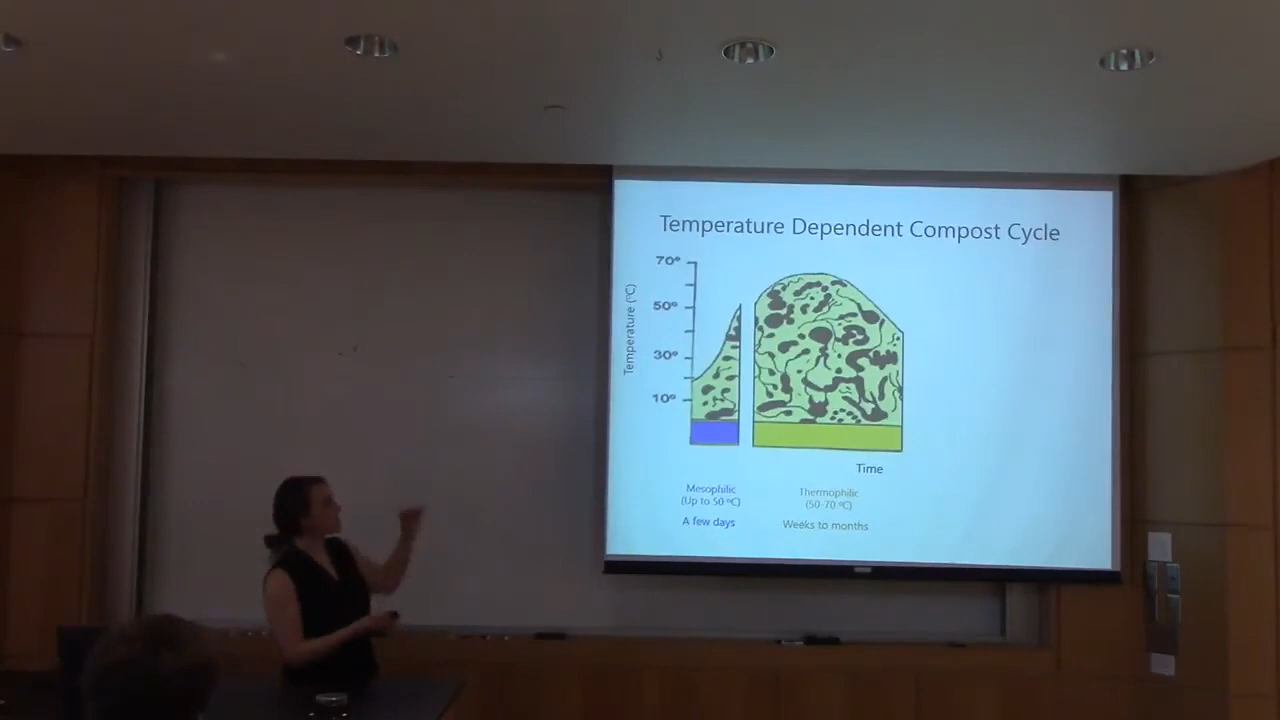 Temperature Dependent Compost Cycle
70°
50°
30°
10°
Temperature (°C)
Time
Mesophilic
(Up to 50 °C)
A few days
Thermophilic
(50-70 °C)
Weeks to months